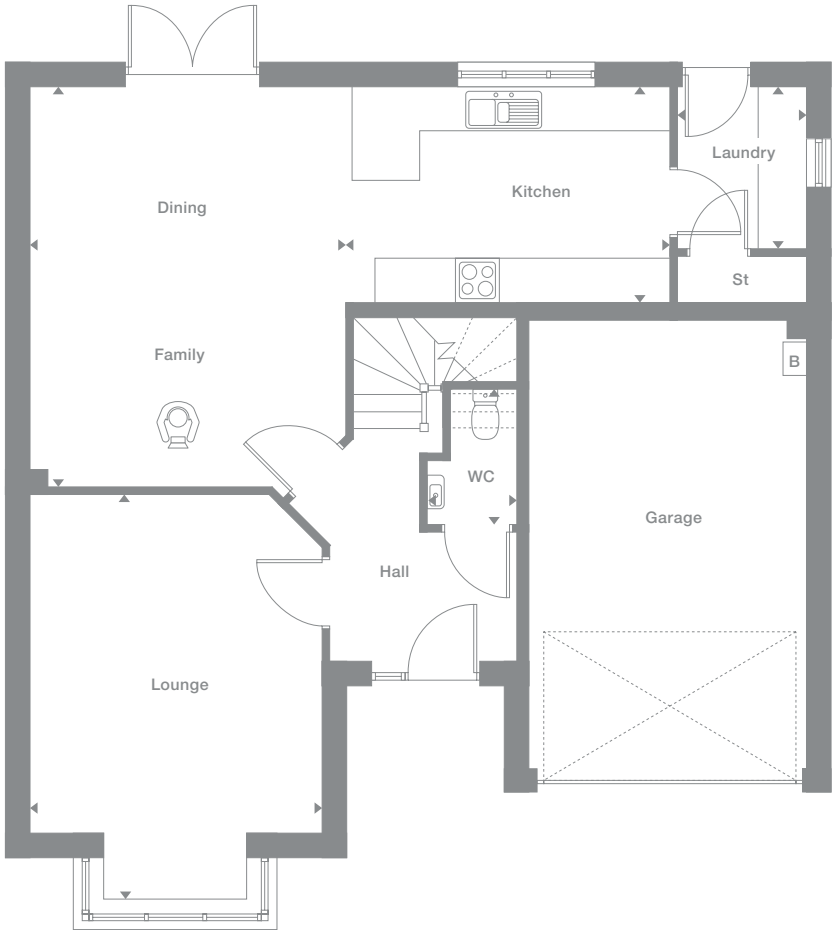 Laundry
Kitchen
Dining
St
Family
B
WC
Garage
Hall
Lounge